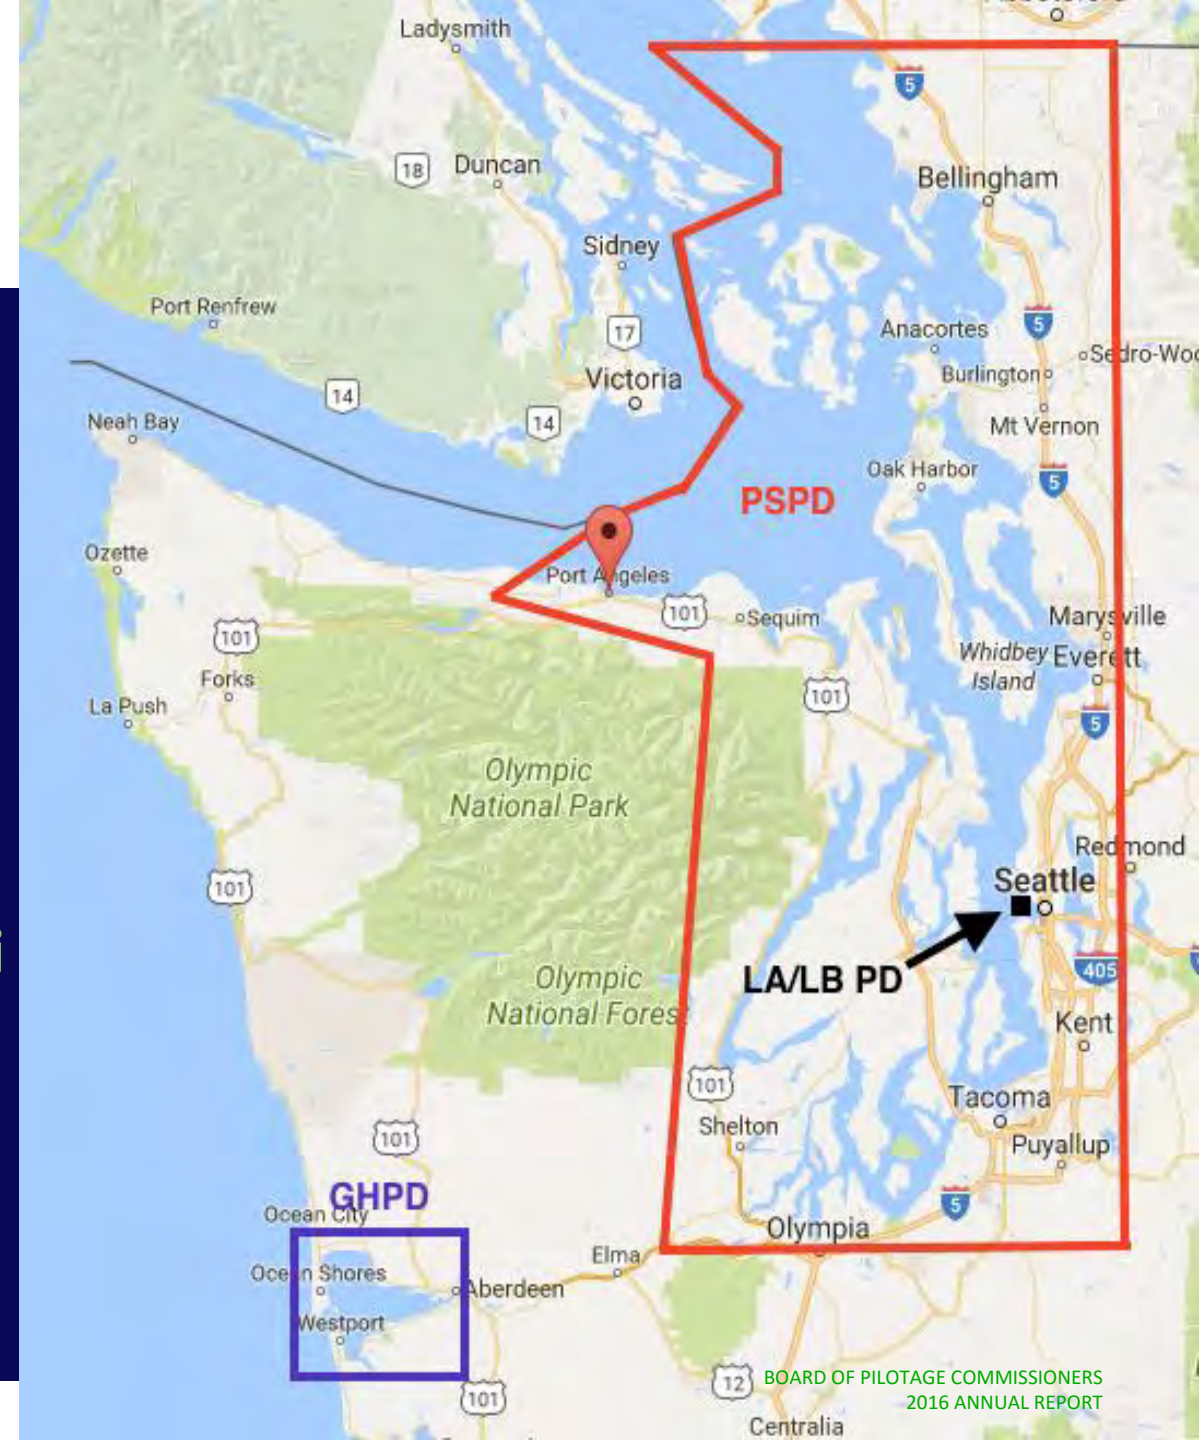 Ladysmith
5
18
Duncan
Bellingham
Sidney
Port Renfrew
17
Anacortes
5
Sedro-Woo
Burlington
Victoria
14
14
Neah Bay
Mt Vernon
Oak Harbor
5
PSPD
Ozette
Port Angeles
101
Sequim
Marysville
101
Whidbey
Island
Everett
Forks
101
La Push
5
Olympic
National Park
Redmond
Seattle
101
LA/LB PD
405
Olympic
National Forest
Kent
101
Tacoma
Shelton
101
Puyallup
GHPD
Ocean City
5
Olympia
Elma
Ocean Shores
Aberdeen
Westport
12
BOARD OF PILOTAGE COMMISSIONERS
2016 ANNUAL REPORT
101
Centralia